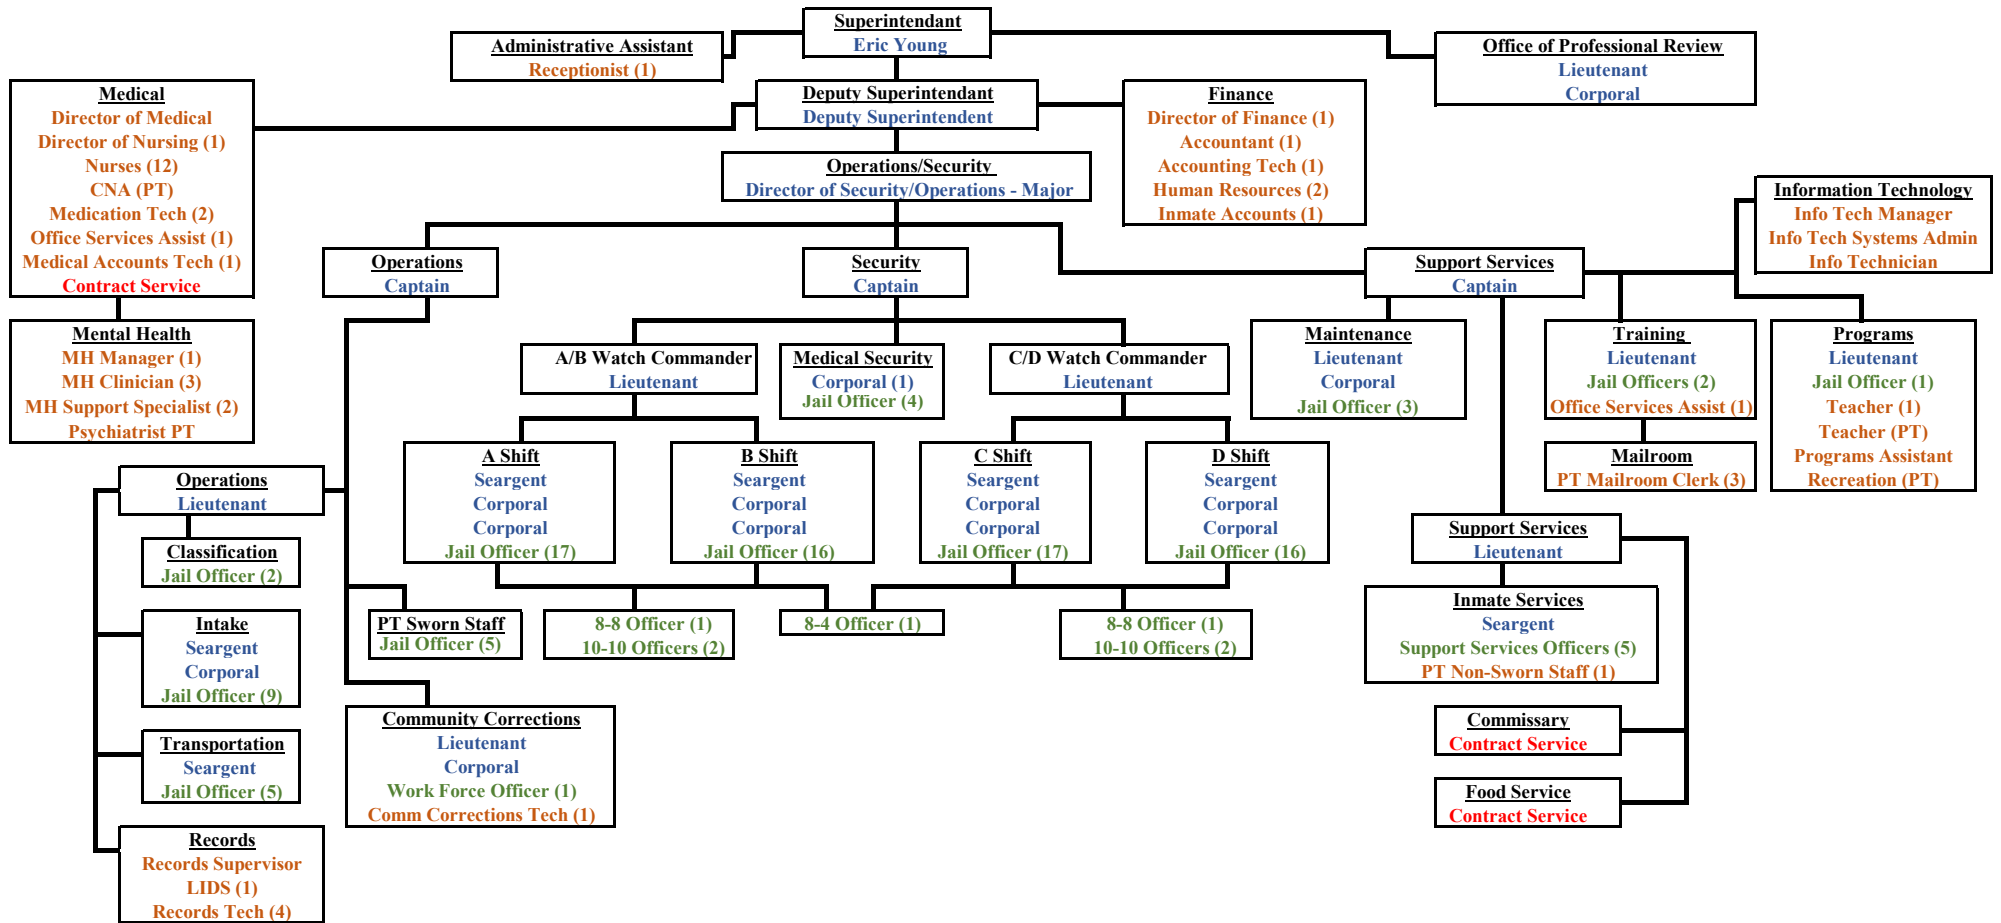 Superintendant
Eric Young
Administrative Assistant
Receptionist (1)
Office of Professional Review
Lieutenant
Corporal
Medical
Director of Medical
Director of Nursing (1)
Nurses (12)
CNA (PT)
Medication Tech (2)
Office Services Assist (1)
Medical Accounts Tech (1)
Contract Service
Deputy Superintendant
Deputy Superintendent
Finance
Director of Finance (1)
Accountant (1)
Accounting Tech (1)
Human Resources (2)
Inmate Accounts (1)
Operations/Security
Director of Security/Operations - Major
Information Technology
Info Tech Manager
Info Tech Systems Admin
Info Technician
Operations
Captain
Security
Captain
Support Services
Captain
Mental Health
MH Manager (1)
MH Clinician (3)
MH Support Specialist (2)
Psychiatrist PT
A/B Watch Commander
Lieutenant
Medical Security
Corporal (1)
Jail Officer (4)
C/D Watch Commander
Lieutenant
Maintenance
Lieutenant
Corporal
Jail Officer (3)
Training
Lieutenant
Jail Officers (2)
Office Services Assist (1)
Programs
Lieutenant
Jail Officer (1)
Teacher (1)
Teacher (PT)
Programs Assistant
Recreation (PT)
Mailroom
PT Mailroom Clerk (3)
Operations
Lieutenant
A Shift
Seargent
Corporal
Corporal
Jail Officer (17)
B Shift
Seargent
Corporal
Corporal
Jail Officer (16)
C Shift
Seargent
Corporal
Corporal
Jail Officer (17)
D Shift
Seargent
Corporal
Corporal
Jail Officer (16)
Support Services
Lieutenant
Classification
Jail Officer (2)
Intake
Seargent
Corporal
Jail Officer (9)
PT Sworn Staff
Jail Officer (5)
8-8 Officer (1)
10-10 Officers (2)
8-4 Officer (1)
8-8 Officer (1)
10-10 Officers (2)
Inmate Services
Seargent
Support Services Officers (5)
PT Non-Sworn Staff (1)
Transportation
Seargent
Jail Officer (5)
Community Corrections
Lieutenant
Corporal
Work Force Officer (1)
Comm Corrections Tech (1)
Commissary
Contract Service
Food Service
Contract Service
Records
Records Supervisor
LIDS (1)
Records Tech (4)